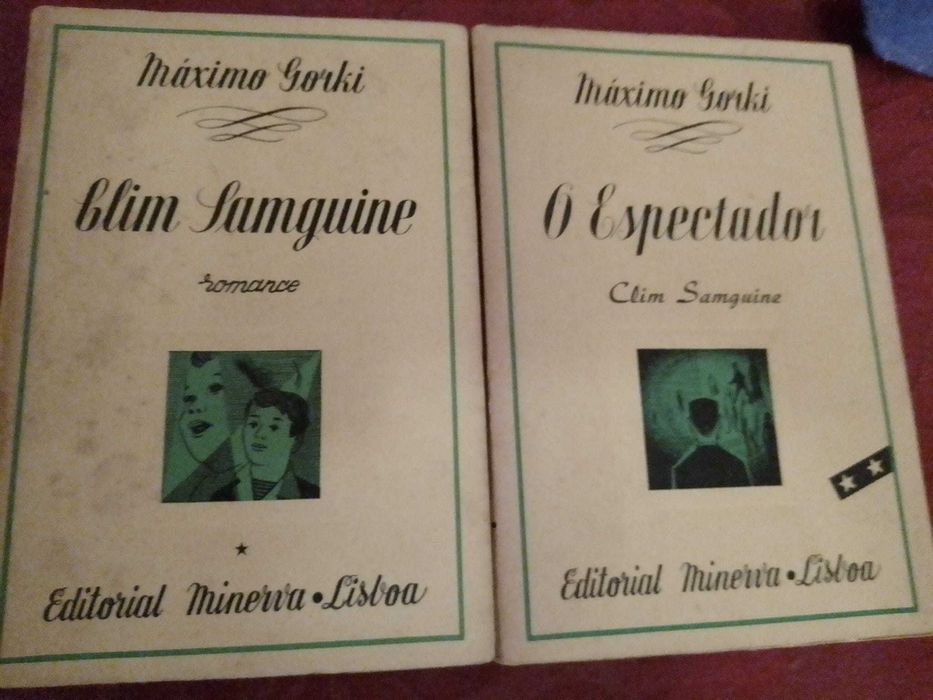 Máximo Gorki
Clim Samguine
romance
Editorial Minerva • Lisboa
Máximo Gorki
O Espectador
Clim Samguine
Editorial Minerva • Lisboa